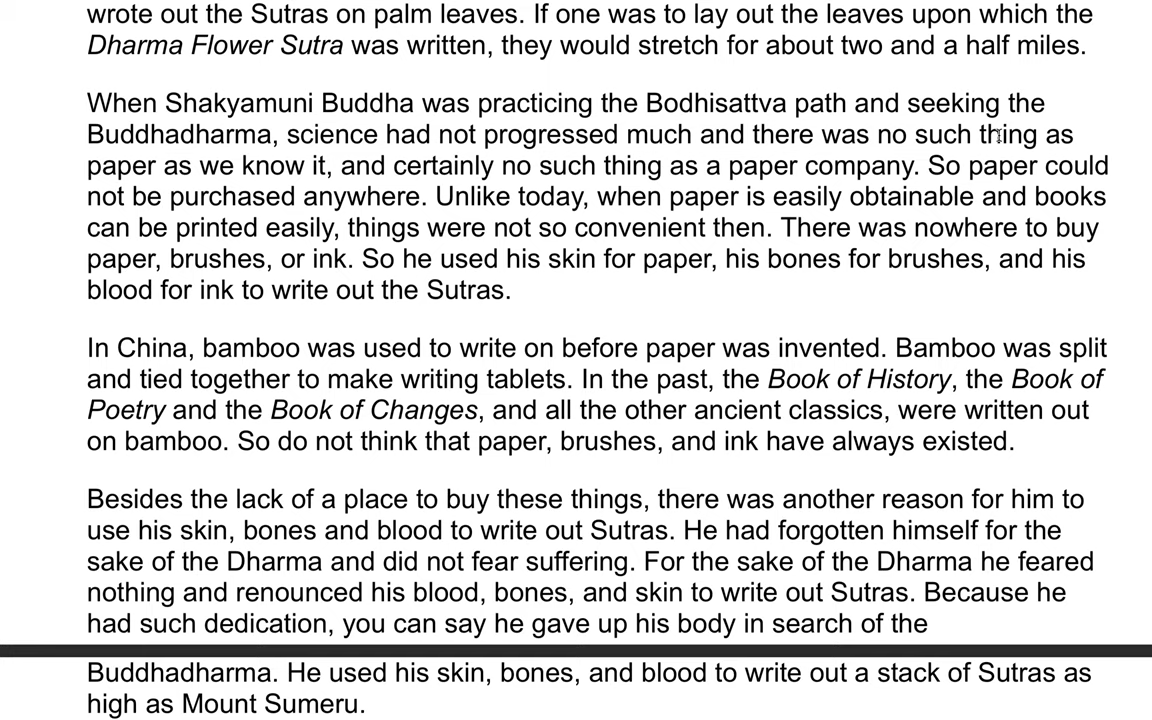 wrote out the Sutras on palm leaves. If one was to lay out the leaves upon which the
Dharma Flower Sutra was written, they would stretch for about two and a half miles.
When Shakyamuni Buddha was practicing the Bodhisattva path and seeking the
Buddhadharma, science had not progressed much and there was no such thing as
paper as we know it, and certainly no such thing as a paper company. So paper could
not be purchased anywhere. Unlike today, when paper is easily obtainable and books
can be printed easily, things were not so convenient then. There was nowhere to buy
paper, brushes, or ink. So he used his skin for paper, his bones for brushes, and his
blood for ink to write out the Sutras.
In China, bamboo was used to write on before paper was invented. Bamboo was split
and tied together to make writing tablets. In the past, the Book of History, the Book of
Poetry and the Book of Changes, and all the other ancient classics, were written out
on bamboo. So do not think that paper, brushes, and ink have always existed.
Besides the lack of a place to buy these things, there was another reason for him to
use his skin, bones and blood to write out Sutras. He had forgotten himself for the
sake of the Dharma and did not fear suffering. For the sake of the Dharma he feared
nothing and renounced his blood, bones, and skin to write out Sutras. Because he
had such dedication, you can say he gave up his body in search of the
Buddhadharma. He used his skin, bones, and blood to write out a stack of Sutras as
high as Mount Sumeru.